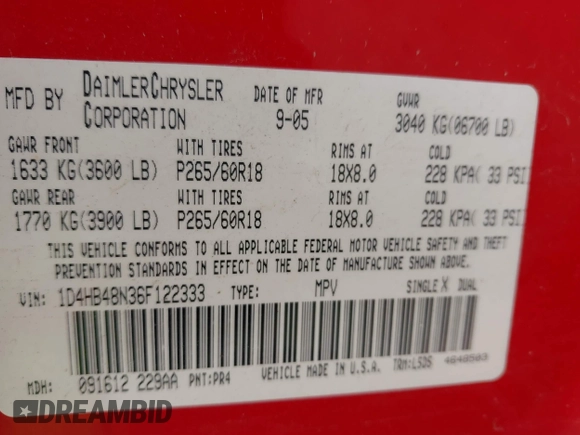 MFD BY DAIMLERCHRYSLER CORPORATION DATE OF MFR 9-05 GVWR 3040 KG(06700 LB)
GAWR FRONT WITH TIRES RIMS AT COLD
1633 KG(3600 LB) P265/60R18 18X8.0 228 KPA( 33 PSI)
GAWR REAR WITH TIRES RIMS AT COLD
1770 KG(3900 LB) P265/60R18 18X8.0 228 KPA( 33 PSI)
THIS VEHICLE CONFORMS TO ALL APPLICABLE FEDERAL MOTOR VEHICLE SAFETY AND THEFT
PREVENTION STANDARDS IN EFFECT ON THE DATE OF MANUFACTURE SHOWN ABOVE.
VIN: 1D4HB48N36F122333 TYPE: MPV SINGLE X DUAL
MDH: 091612 229AA PNT:PR4 VEHICLE MADE IN U.S.A. TRM:LSD5
DREAMBID